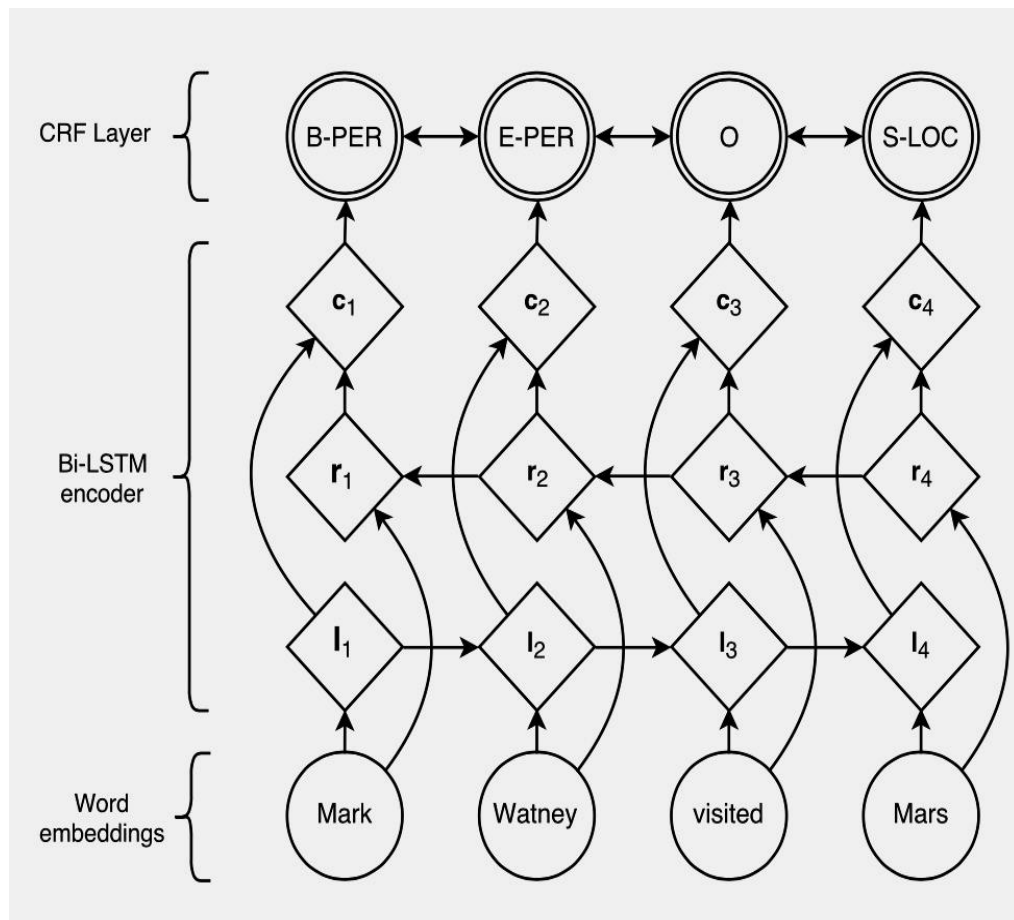 CRF Layer
B-PER
E-PER
O
S-LOC
c1
c2
c3
c4
Bi-LSTM
encoder
r1
r2
r3
r4
l1
l2
l3
l4
Word
embeddings
Mark
Watney
visited
Mars